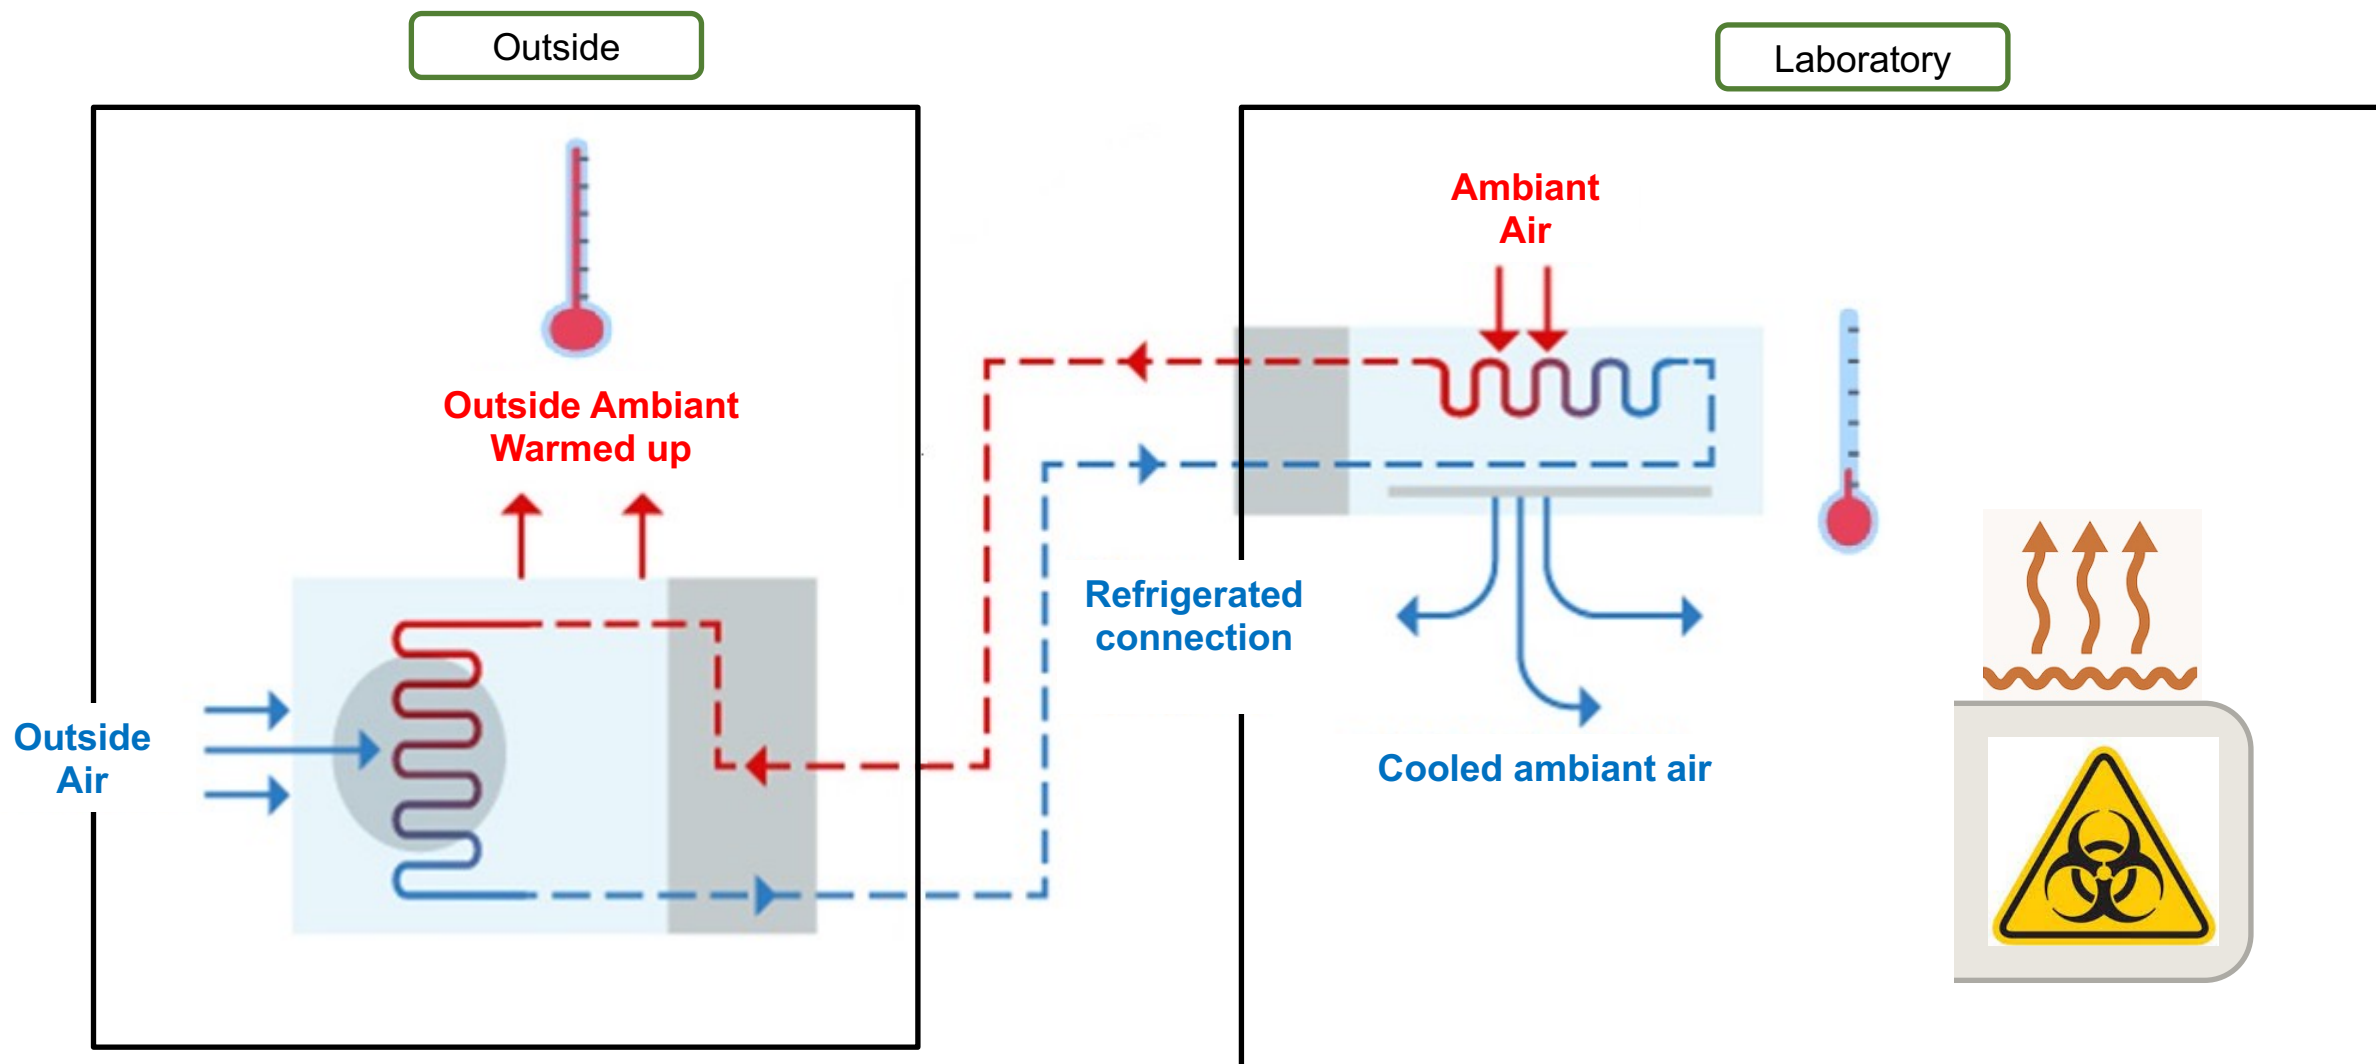 Outside
Laboratory
Ambiant
Air
Outside Ambiant
Warmed up
Refrigerated
connection
Outside
Air
Cooled ambiant air